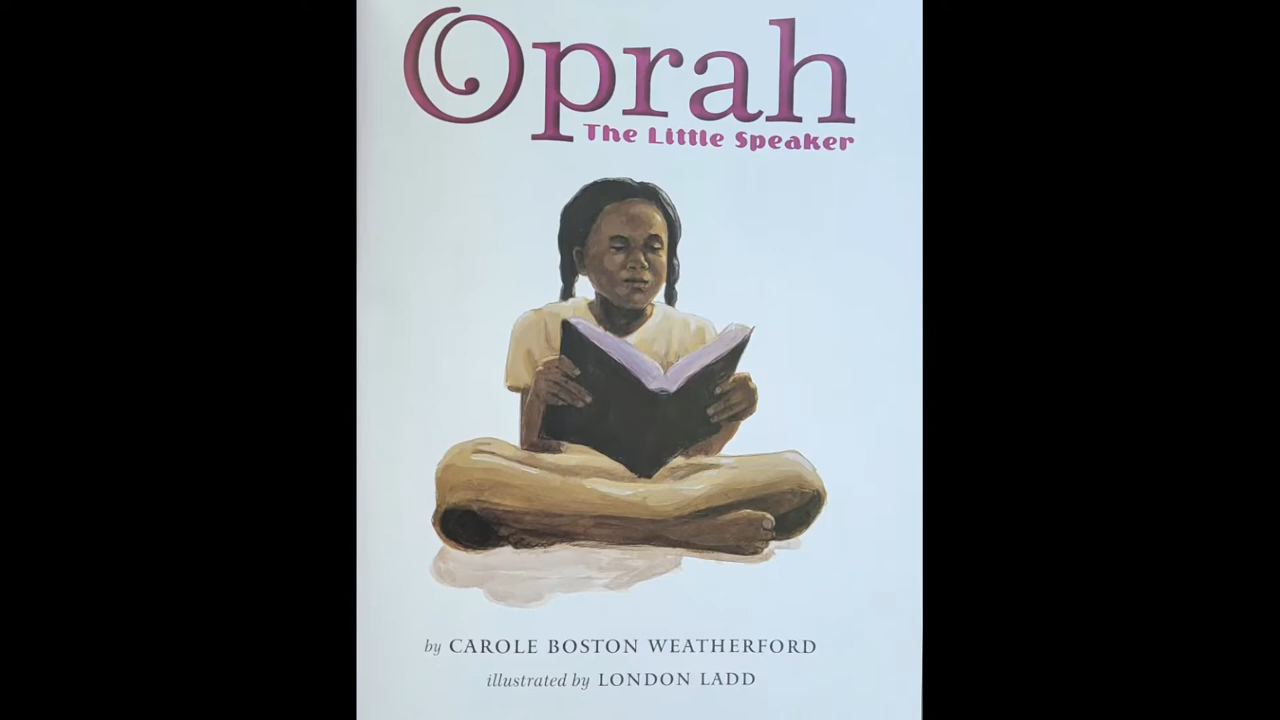 Oprah
The Little Speaker
by CAROLE BOSTON WEATHERFORD
illustrated by LONDON LADD